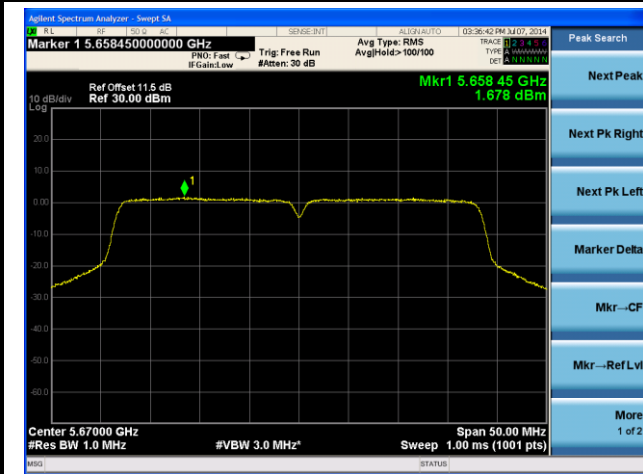 Agilent Spectrum Analyzer - Swept SA
RL RF 50 Ω AC SENSE:INT ALIGNAUTO 03:36:42 PM Jul 07, 2014
Marker 1 5.658450000000 GHz
PNO: Fast
IFGain:Low
Trig: Free Run
#Atten: 30 dB
Avg Type: RMS
Avg|Hold:> 100/100
TRACE 1 2 3 4 5 6
TYPE A WWWWW
DET A N N N N N
Peak Search
Mkr1 5.658 45 GHz
1.678 dBm
Ref Offset 11.5 dB
Ref 30.00 dBm
10 dB/div
Log
20.0
10.0
0.00
-10.0
-20.0
-30.0
-40.0
-50.0
-60.0
1
Center 5.67000 GHz
Span 50.00 MHz
#Res BW 1.0 MHz
#VBW 3.0 MHz*
Sweep 1.00 ms (1001 pts)
MSG
STATUS
Next Peak
Next Pk Right
Next Pk Left
Marker Delta
Mkr→CF
Mkr→Ref Lvl
More
1 of 2